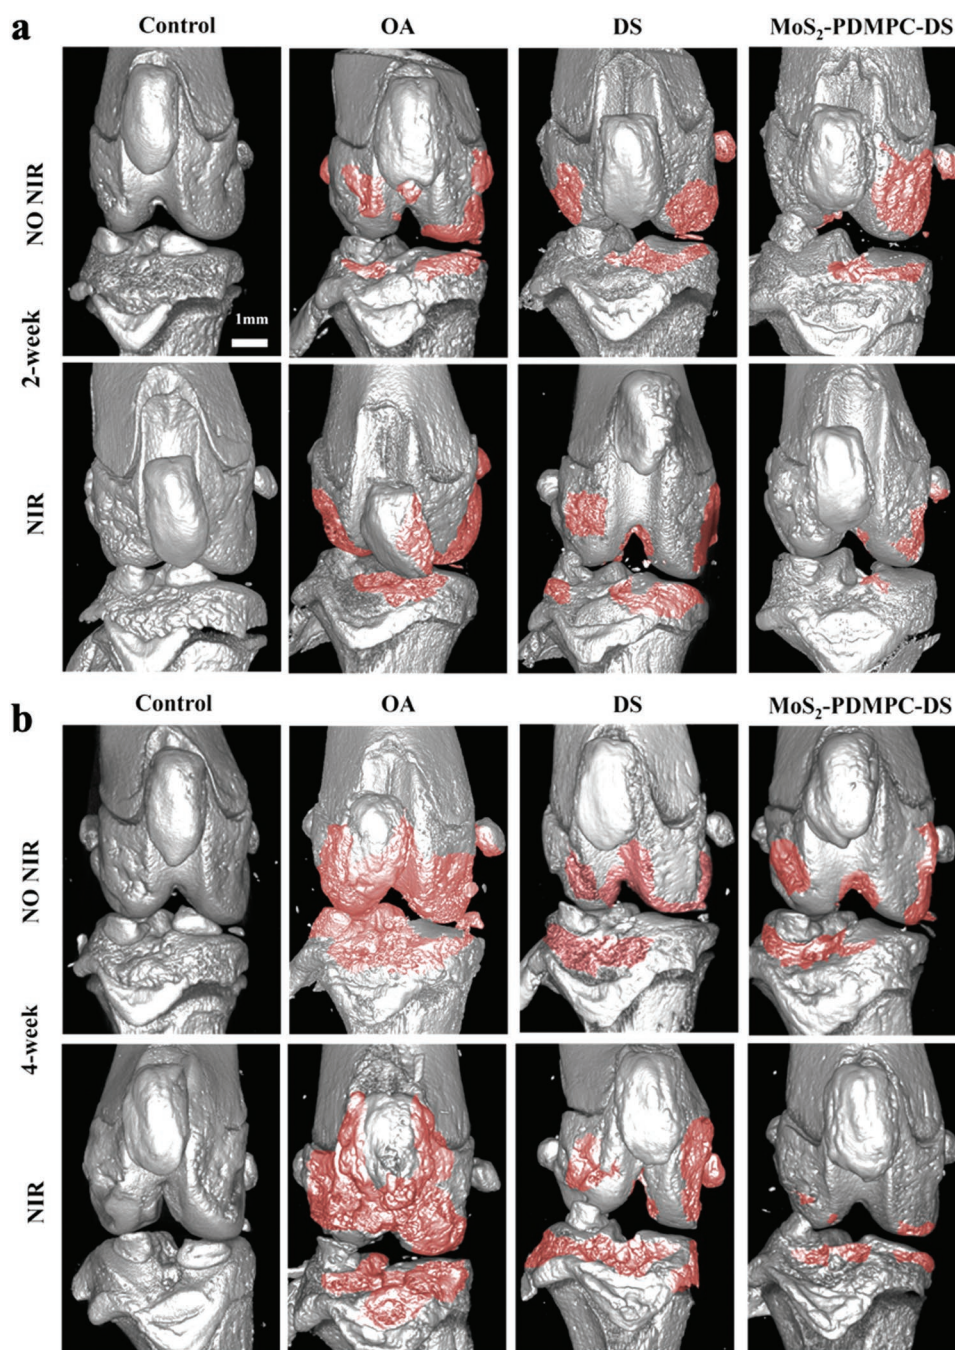 a
Control OA DS MoS₂-PDMPC-DS
NO NIR
1mm
2-week
NIR
b
Control OA DS MoS₂-PDMPC-DS
NO NIR
4-week
NIR